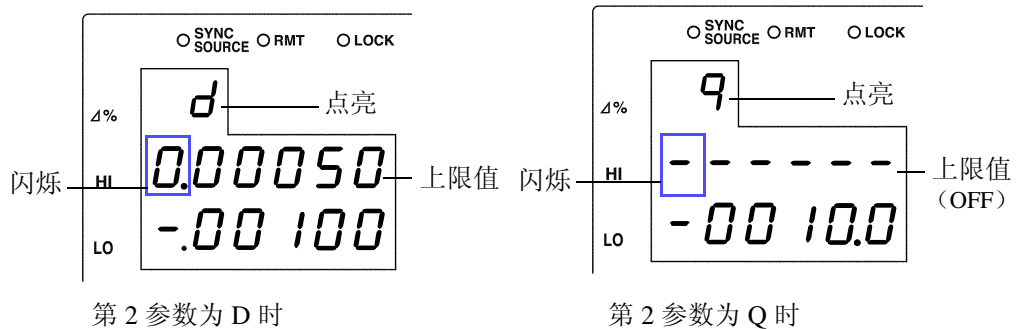 SYNC SOURCE RMT LOCK
d 点亮
⊿%
0.00050
闪烁 HI 上限值
-.00100
LO
第 2 参数为 D 时
SYNC SOURCE RMT LOCK
q 点亮
⊿%
- - - - - -
闪烁 HI 上限值
（OFF）
-0010.0
LO
第 2 参数为 Q 时